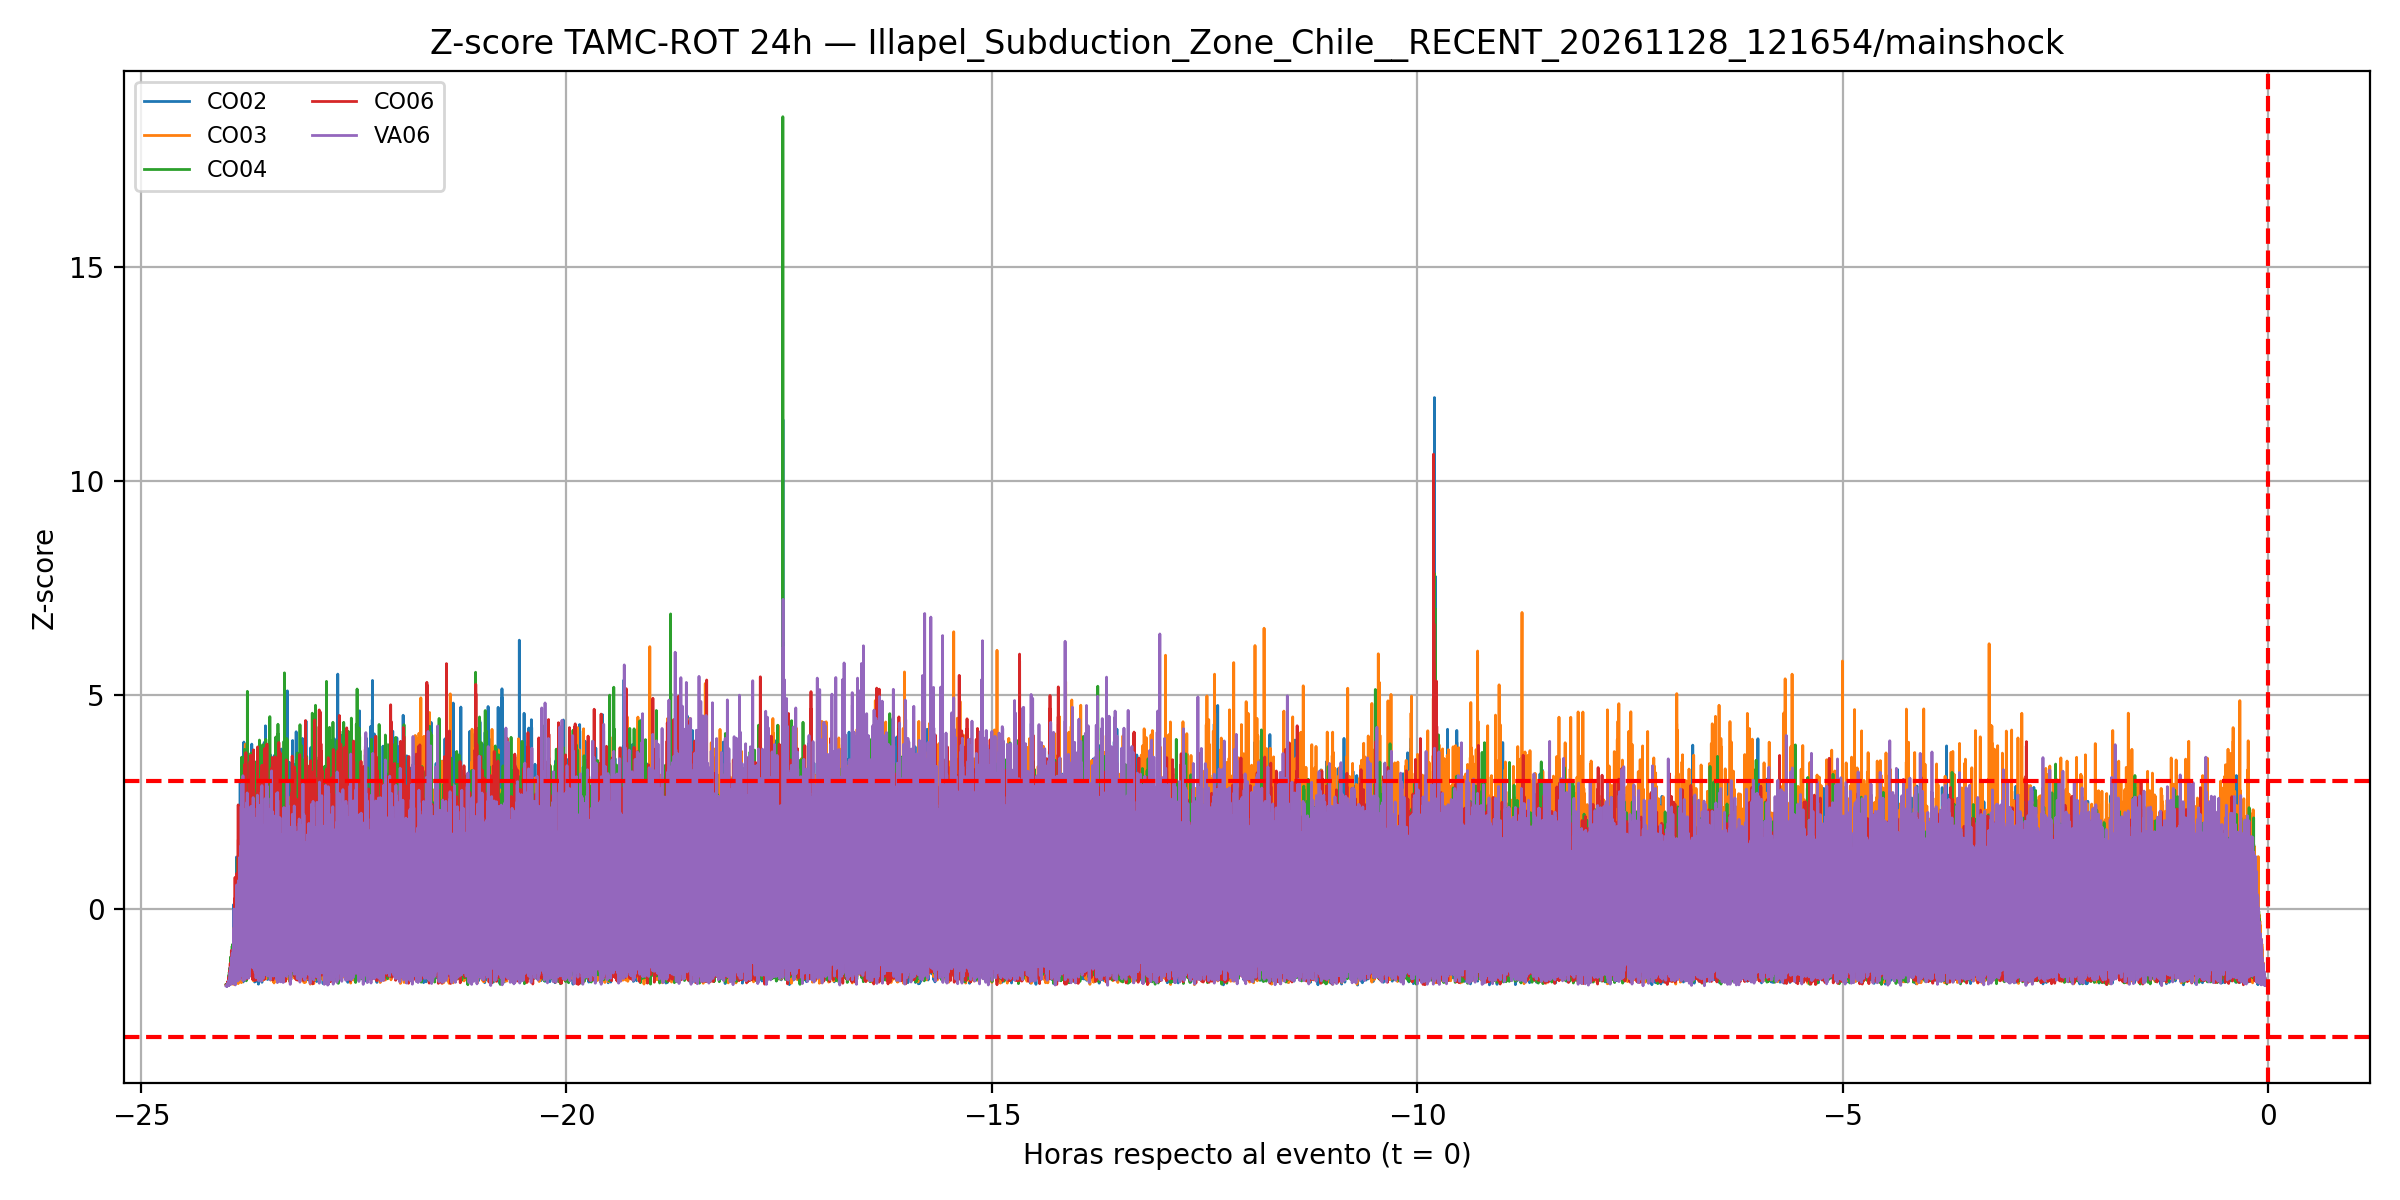 Z-score TAMC-ROT 24h — Illapel_Subduction_Zone_Chile__RECENT_20261128_121654/mainshock
CO02
CO03
CO04
CO06
VA06
Z-score
15
10
5
0
−25
−20
−15
−10
−5
0
Horas respecto al evento (t = 0)